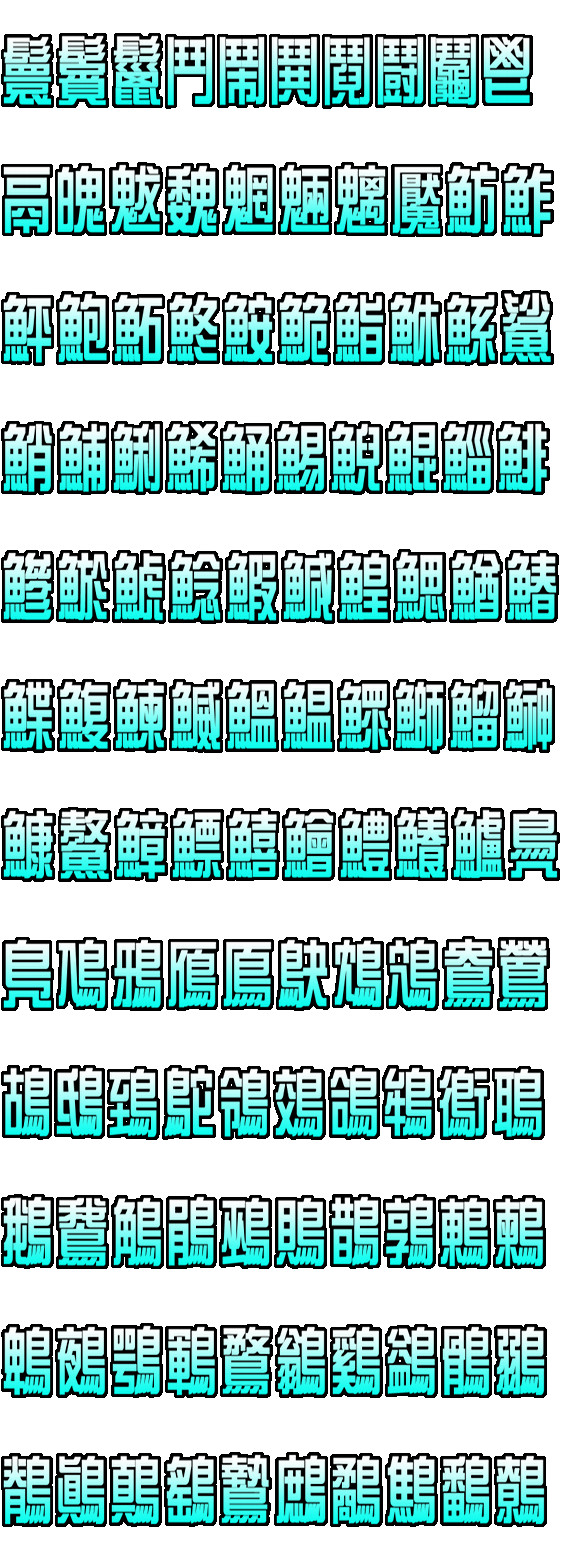 鬟鬢鬣鬥鬧鬨鬩鬪鬮鬯
鬲魄魃魏魍魎魑魘魴鮓
鮃鮑鮖鮗鮟鮠鮨鮴鯀鯊
鮹鯆鯏鯑鯒鯣鯢鯤鯔鯡
鰺鯲鯱鯰鰕鰔鰉鰓鰌鰆
鰈鰒鰊鰄鰮鰛鰥鰤鰡鰰
鱇鰲鱆鰾鱚鱠鱧鱶鱸鳧
鳬鳰鴉鴈鳫鴃鴆鴪鴦鶯
鴣鴟鵄鴕鴒鵁鴿鴾鵆鵈
鵝鵞鵤鵑鵐鵙鵲鶉鶇鶫
鵯鵺鶚鶤鶩鶲鷄鷁鶻鶸
鶺鷆鷏鷂鷙鷓鷸鷦鷭鷯